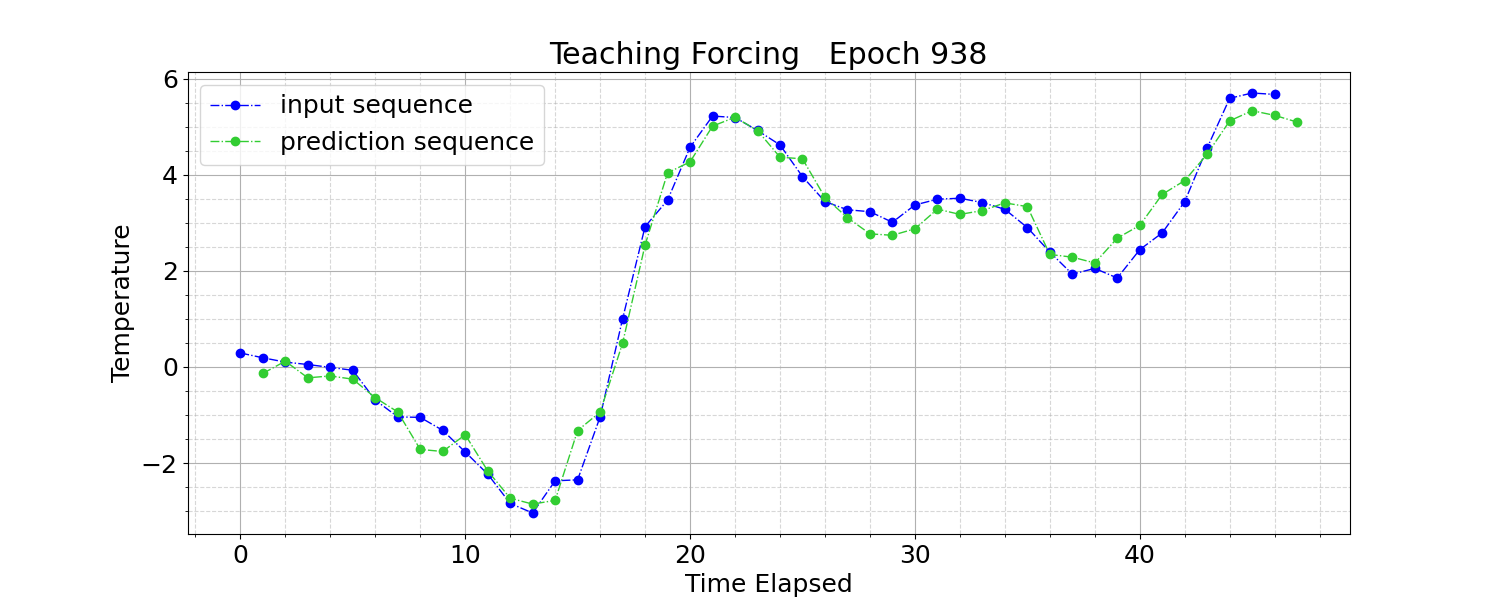 Teaching Forcing   Epoch 938
input sequence
prediction sequence
Temperature
6
4
2
0
−2
0 10 20 30 40
Time Elapsed